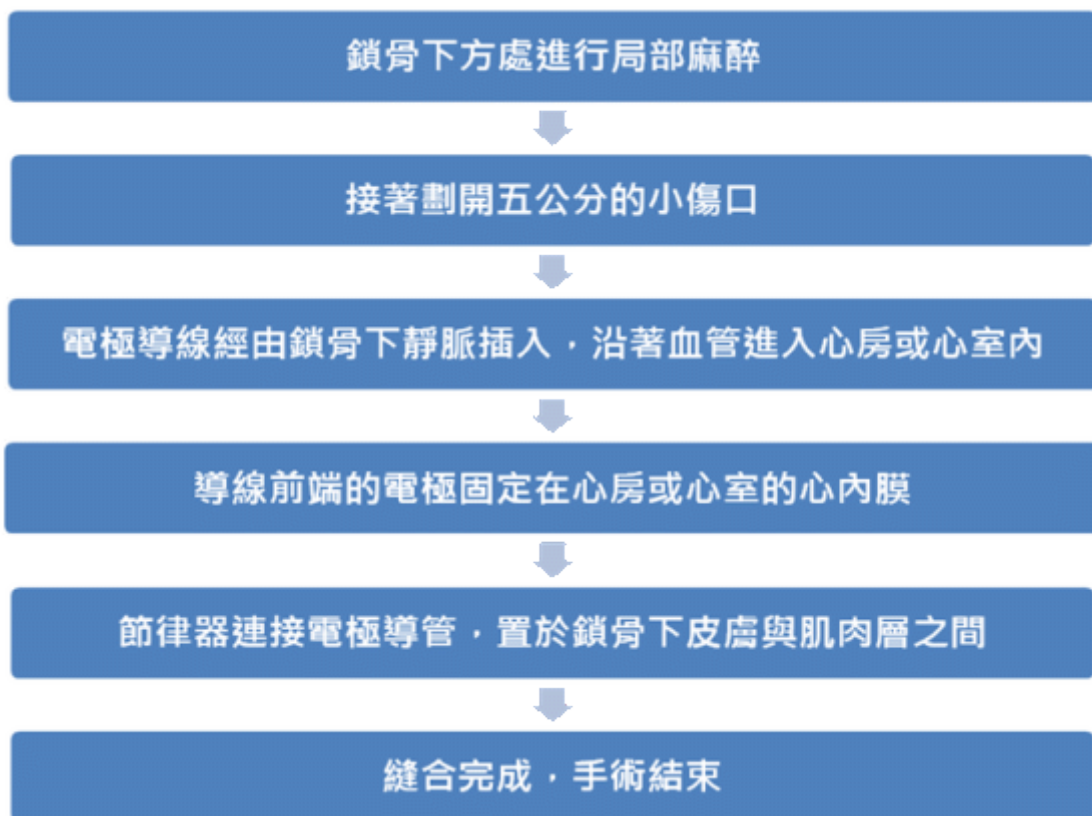 鎖骨下方處進行局部麻醉
接著劃開五公分的小傷口
電極導線經由鎖骨下靜脈插入，沿著血管進入心房或心室內
導線前端的電極固定在心房或心室的心內膜
節律器連接電極導管，置於鎖骨下皮膚與肌肉層之間
縫合完成，手術結束